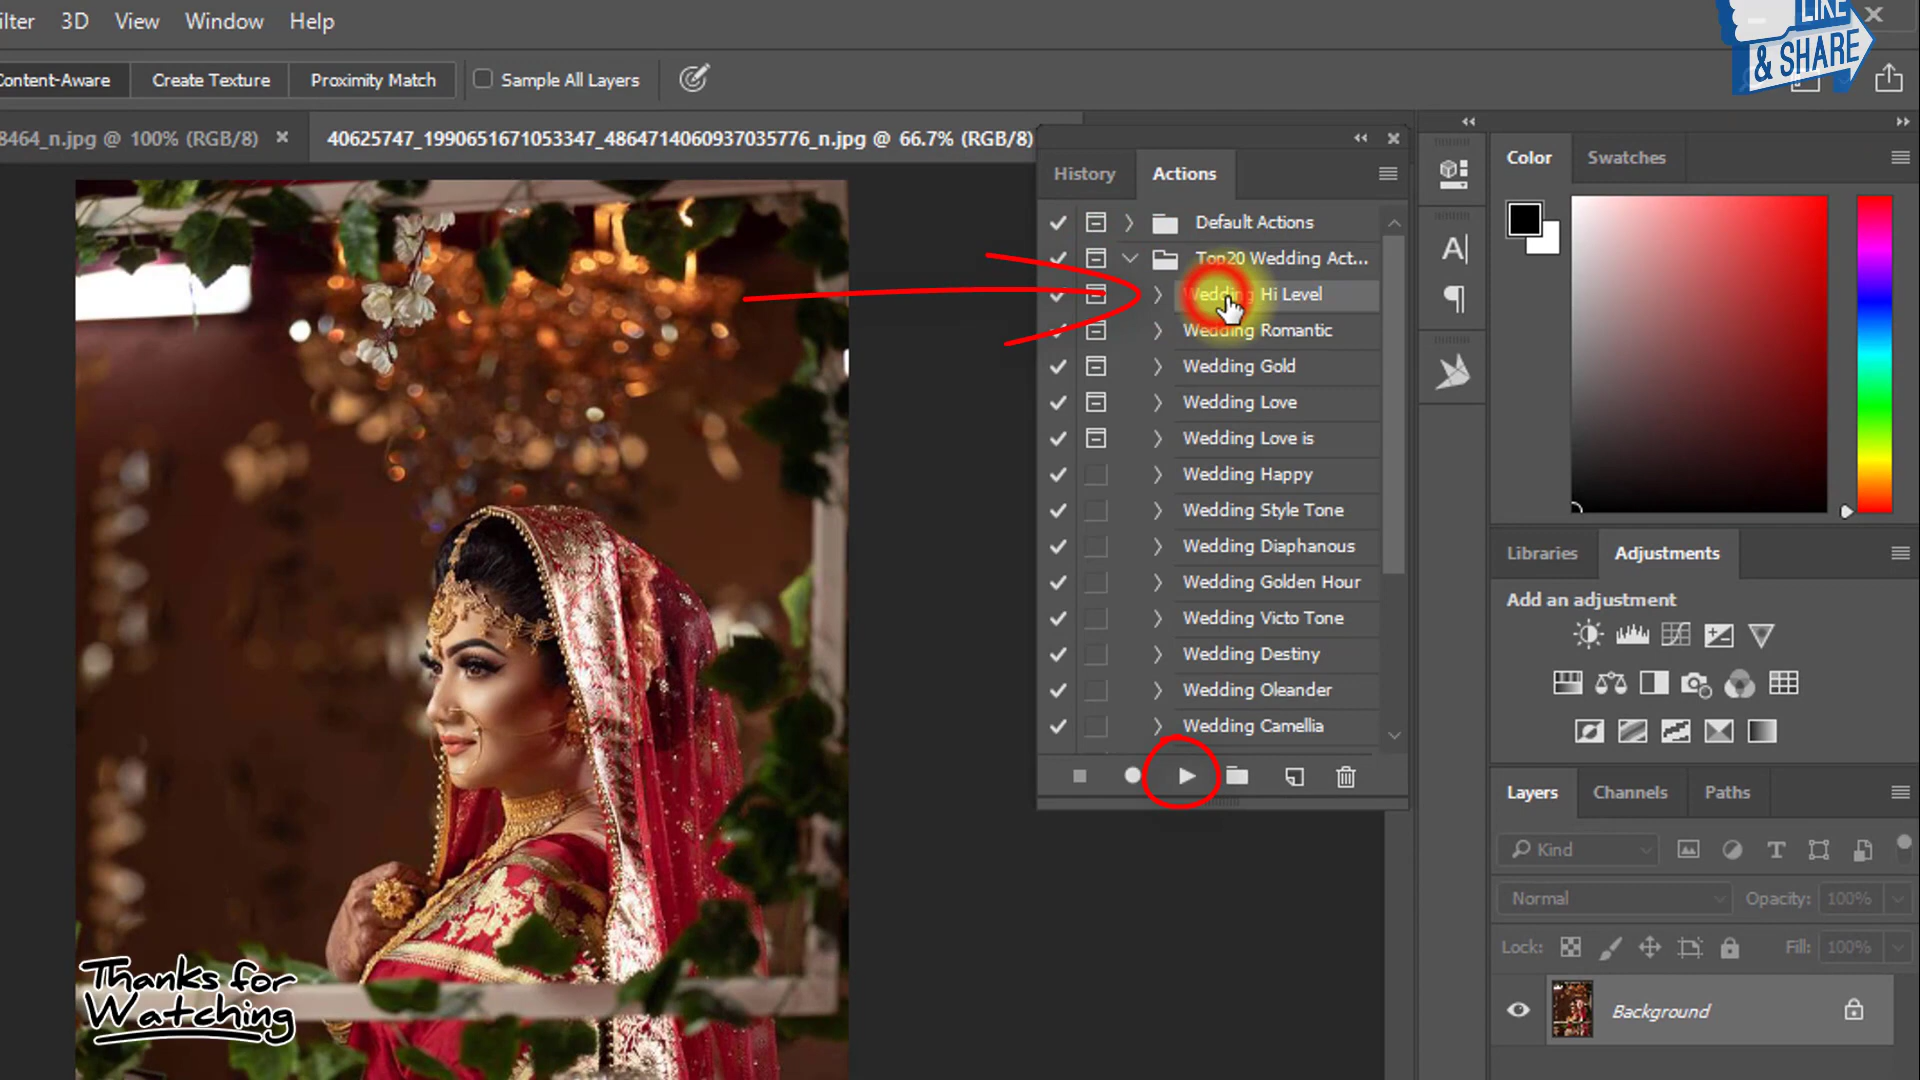 ilter 3D View Window Help
LIKE
& SHARE
Content-Aware Create Texture Proximity Match Sample All Layers
8464_n.jpg @ 100% (RGB/8) × 40625747_1990651671053347_4864714060937035776_n.jpg @ 66.7% (RGB/8)
History Actions
Default Actions
Top20 Wedding Act...
Wedding Hi Level
Wedding Romantic
Wedding Gold
Wedding Love
Wedding Love is
Wedding Happy
Wedding Style Tone
Wedding Diaphanous
Wedding Golden Hour
Wedding Victo Tone
Wedding Destiny
Wedding Oleander
Wedding Camellia
Color Swatches
Libraries Adjustments
Add an adjustment
Layers Channels Paths
Kind
Normal Opacity: 100%
Lock: Fill: 100%
Background
Thanks for
Watching